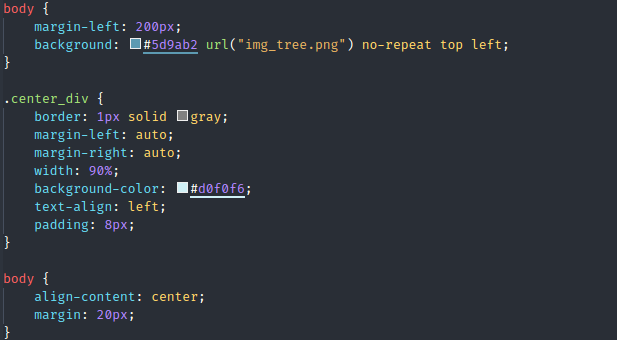 body {
    margin-left: 200px;
    background: #5d9ab2 url("img_tree.png") no-repeat top left;
}

.center_div {
    border: 1px solid gray;
    margin-left: auto;
    margin-right: auto;
    width: 90%;
    background-color: #d0f0f6;
    text-align: left;
    padding: 8px;
}

body {
    align-content: center;
    margin: 20px;
}